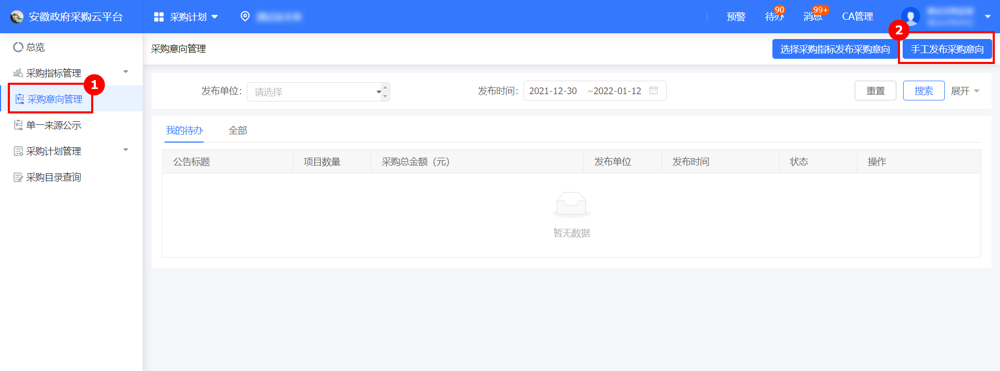 安徽政府采购云平台
采购计划
预警
待办
90
消息
99+
CA管理
总览
采购指标管理
1
采购意向管理
单一来源公示
采购计划管理
采购目录查询
采购意向管理
选择采购指标发布采购意向
2
手工发布采购意向
发布单位:
请选择
发布时间:
2021-12-30 ~2022-01-12
重置
搜索
展开
我的待办
全部
公告标题 项目数量 采购总金额（元） 发布单位 发布时间 状态 操作
暂无数据